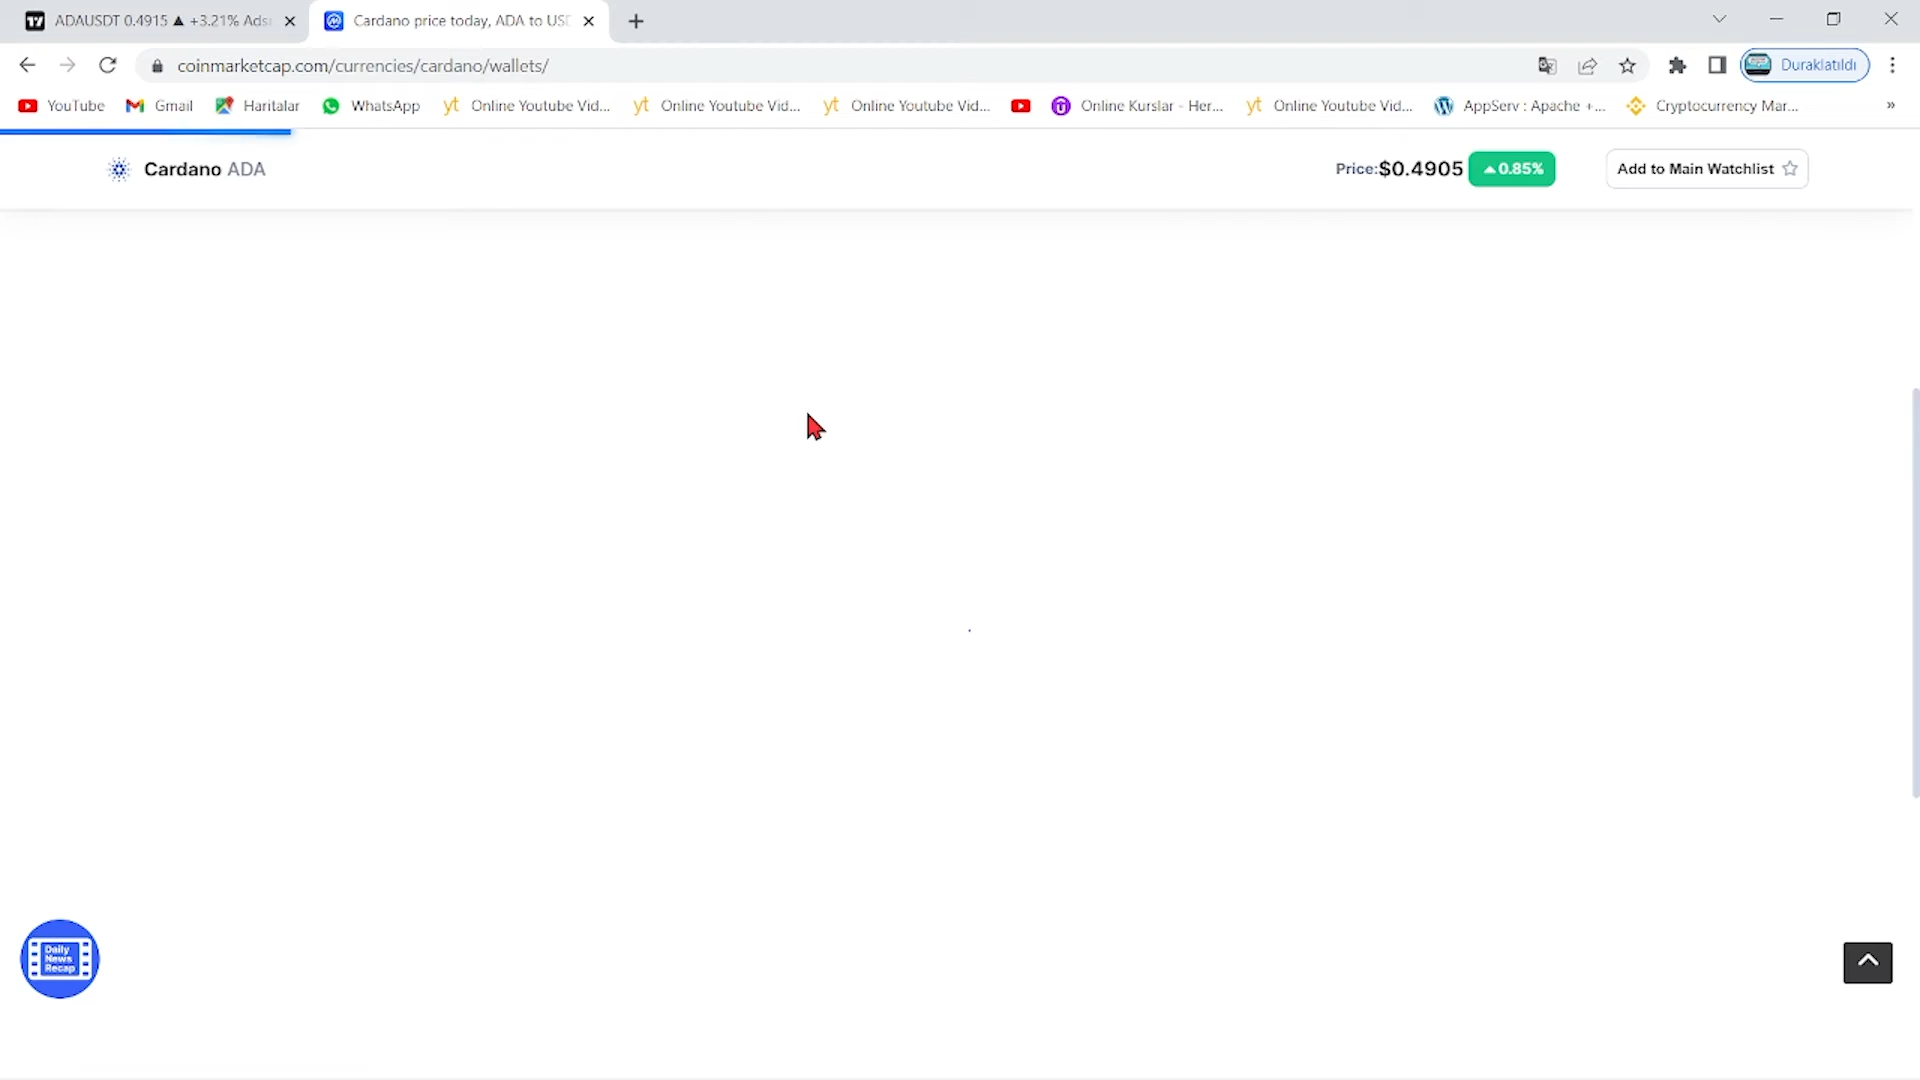 ADAUSDT 0.4915 ▲ +3.21% Ads
Cardano price today, ADA to USD
coinmarketcap.com/currencies/cardano/wallets/
Duraklatıldı
YouTube
Gmail
Haritalar
WhatsApp
Online Youtube Vid...
Online Youtube Vid...
Online Youtube Vid...
Online Kurslar - Her...
Online Youtube Vid...
AppServ : Apache +...
Cryptocurrency Mar...
»
Cardano ADA
Price:$0.4905
▲0.85%
Add to Main Watchlist
Daily
News
Recap